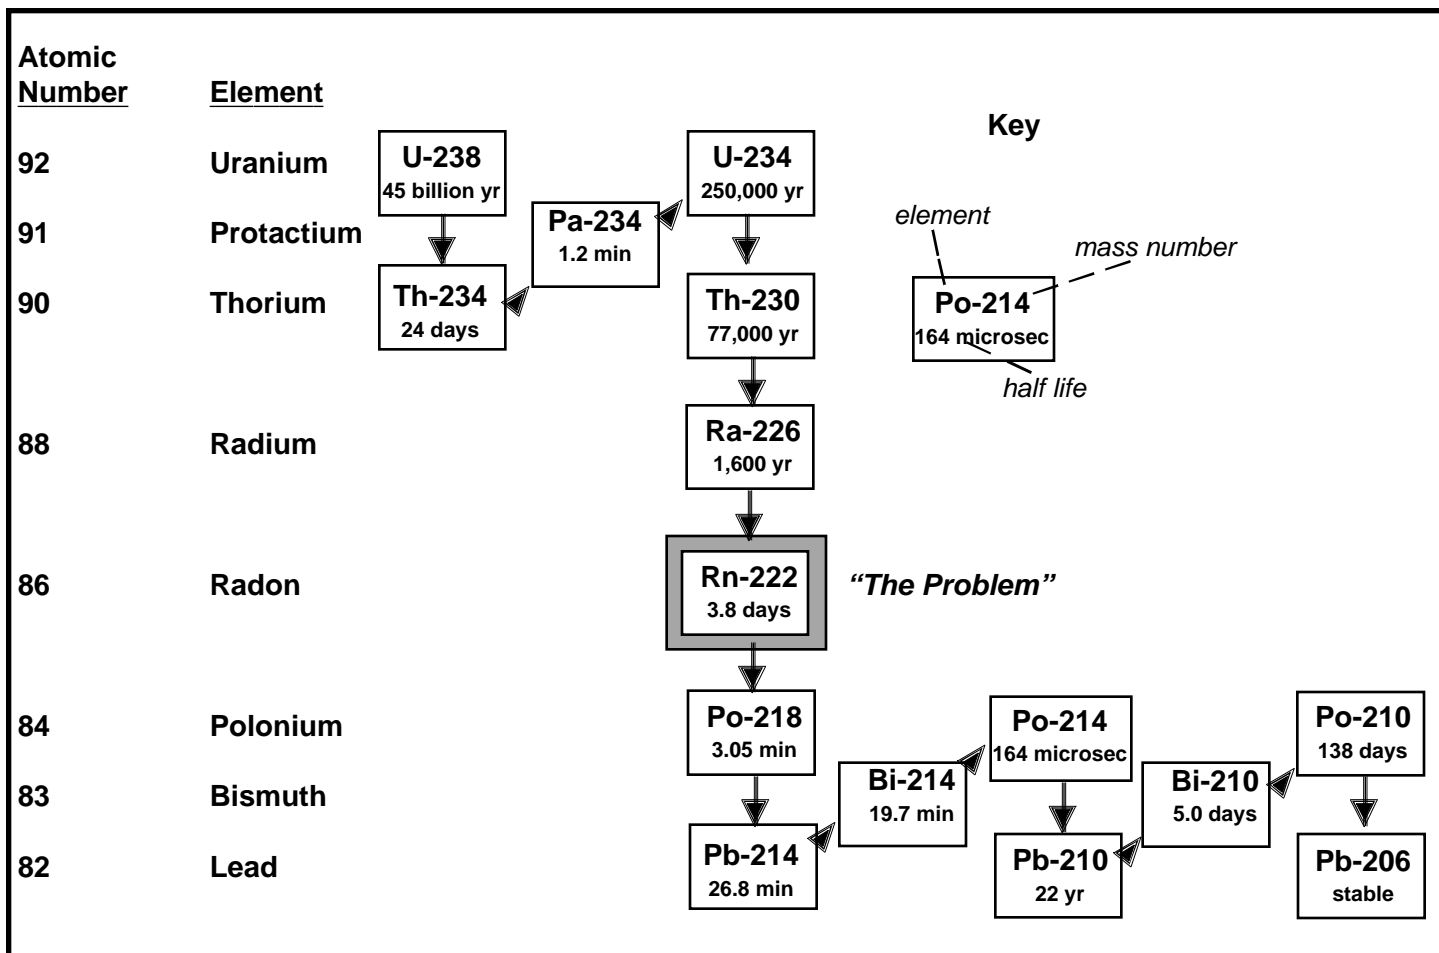 Atomic
Number Element
Key
92 Uranium U-238 U-234
45 billion yr 250,000 yr
91 Protactium Pa-234 element
1.2 min mass number
90 Thorium Th-234 Th-230 Po-214
24 days 77,000 yr 164 microsec
half life
88 Radium Ra-226
1,600 yr
86 Radon Rn-222 “The Problem”
3.8 days
84 Polonium Po-218 Po-214 Po-210
3.05 min 164 microsec 138 days
83 Bismuth Bi-214 Bi-210
19.7 min 5.0 days
82 Lead Pb-214 Pb-210 Pb-206
26.8 min 22 yr stable